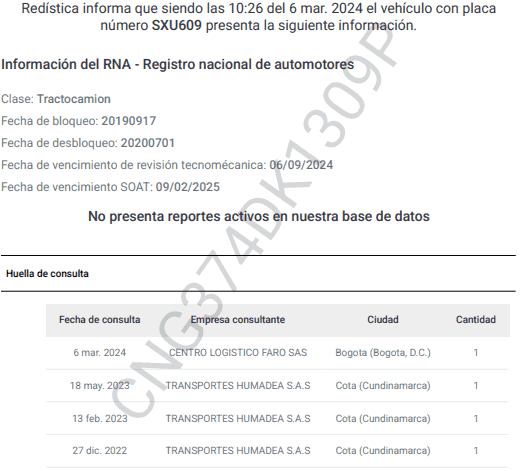 Redística informa que siendo las 10:26 del 6 mar. 2024 el vehículo con placa
número SXU609 presenta la siguiente información.
Información del RNA - Registro nacional de automotores
Clase: Tractocamion
Fecha de bloqueo: 20190917
Fecha de desbloqueo: 20200701
Fecha de vencimiento de revisión tecnomécanica: 06/09/2024
Fecha de vencimiento SOAT: 09/02/2025
No presenta reportes activos en nuestra base de datos
Huella de consulta
Fecha de consulta Empresa consultante Ciudad Cantidad
6 mar. 2024 CENTRO LOGISTICO FARO SAS Bogota (Bogota, D.C.) 1
18 may. 2023 TRANSPORTES HUMADEA S.A.S Cota (Cundinamarca) 1
13 feb. 2023 TRANSPORTES HUMADEA S.A.S Cota (Cundinamarca) 1
27 dic. 2022 TRANSPORTES HUMADEA S.A.S Cota (Cundinamarca) 1
CNG374DK1309P